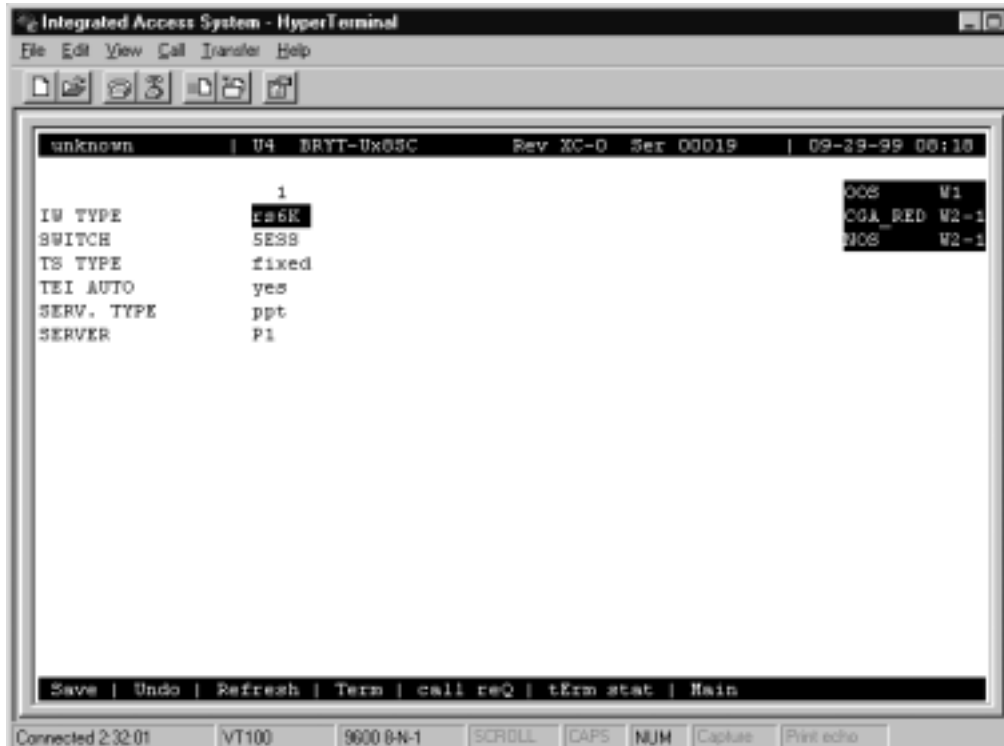 Integrated Access System - HyperTerminal
File Edit View Call Transfer Help
unknown | U4 BRYT-Ux8SC Rev XC-0 Ser 00019 | 09-29-99 08:18
1
IW TYPE rs6K
SWITCH 5ESS
TS TYPE fixed
TEI AUTO yes
SERV. TYPE ppt
SERVER P1
OOS W1
CGA_RED W2-1
NOS W2-1
Save | Undo | Refresh | Term | call reQ | tErm stat | Main
Connected 2:32:01 VT100 9600 8-N-1 SCROLL CAPS NUM Capture Print echo